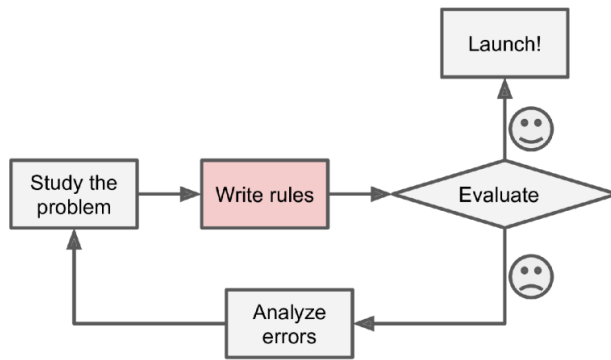 Launch!
Study the
problem
Write rules
Evaluate
Analyze
errors